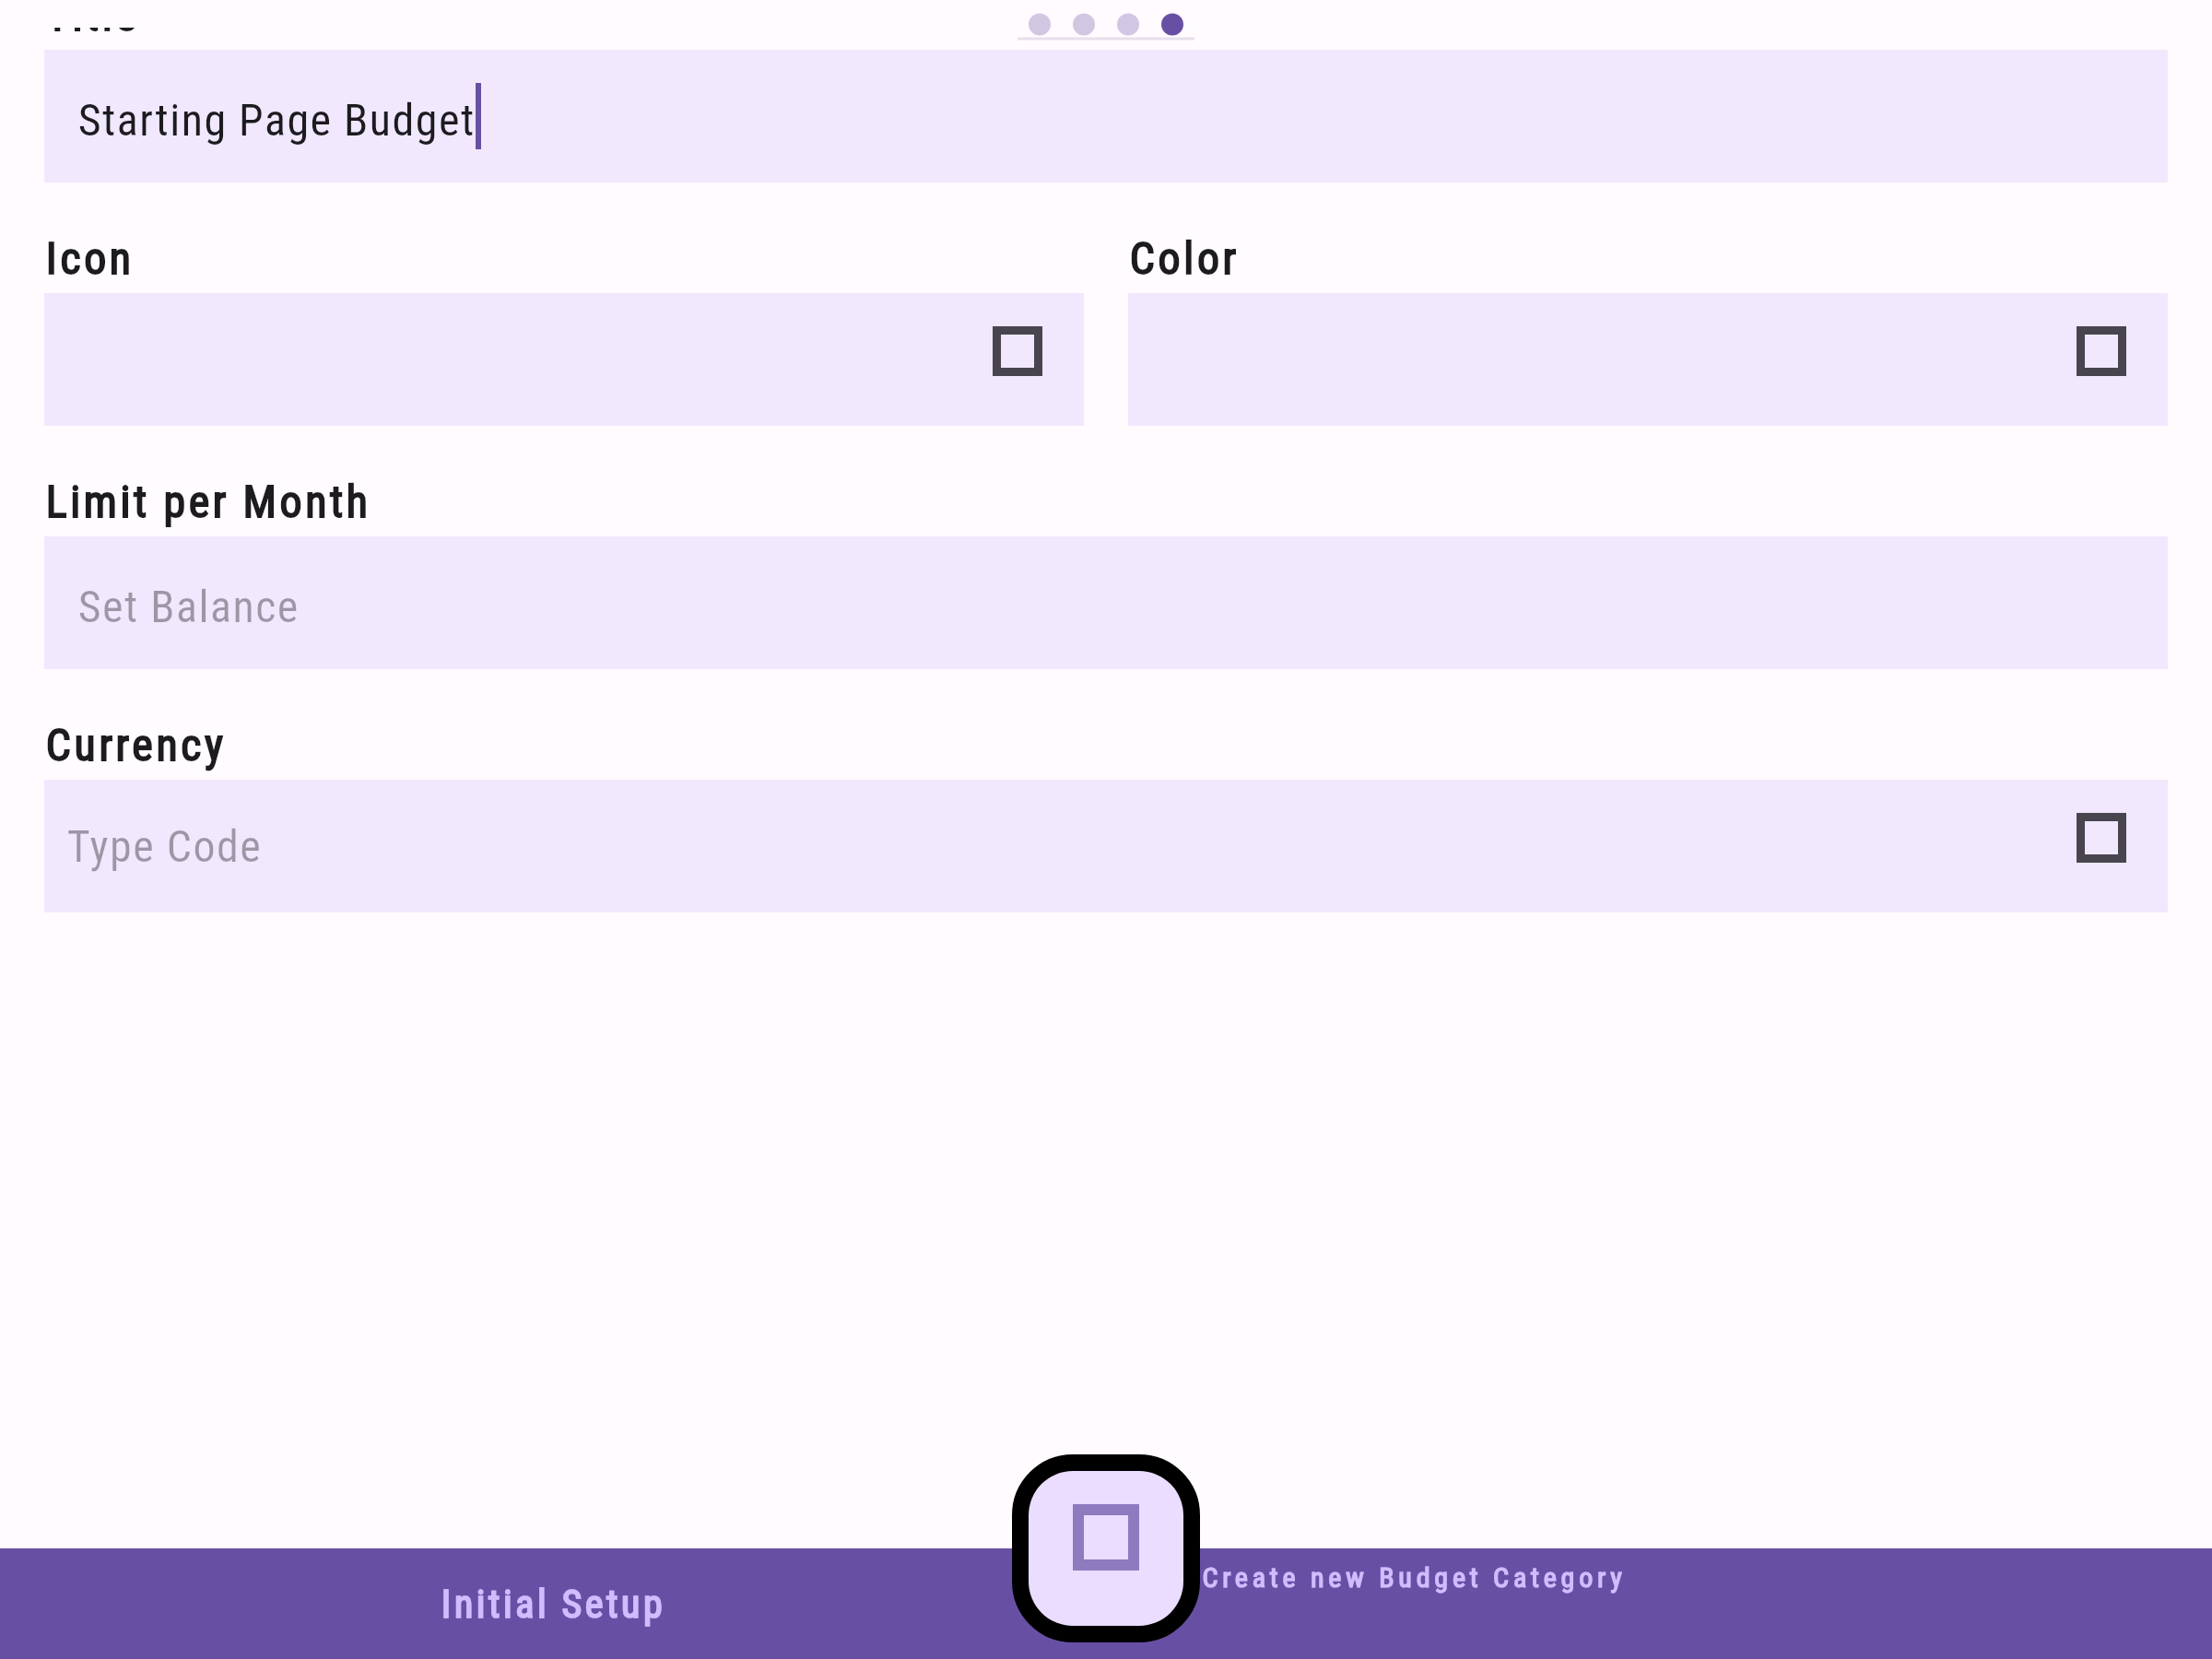 Starting Page Budget
Icon
Color
Limit per Month
Set Balance
Currency
Type Code
Initial Setup
Create new Budget Category